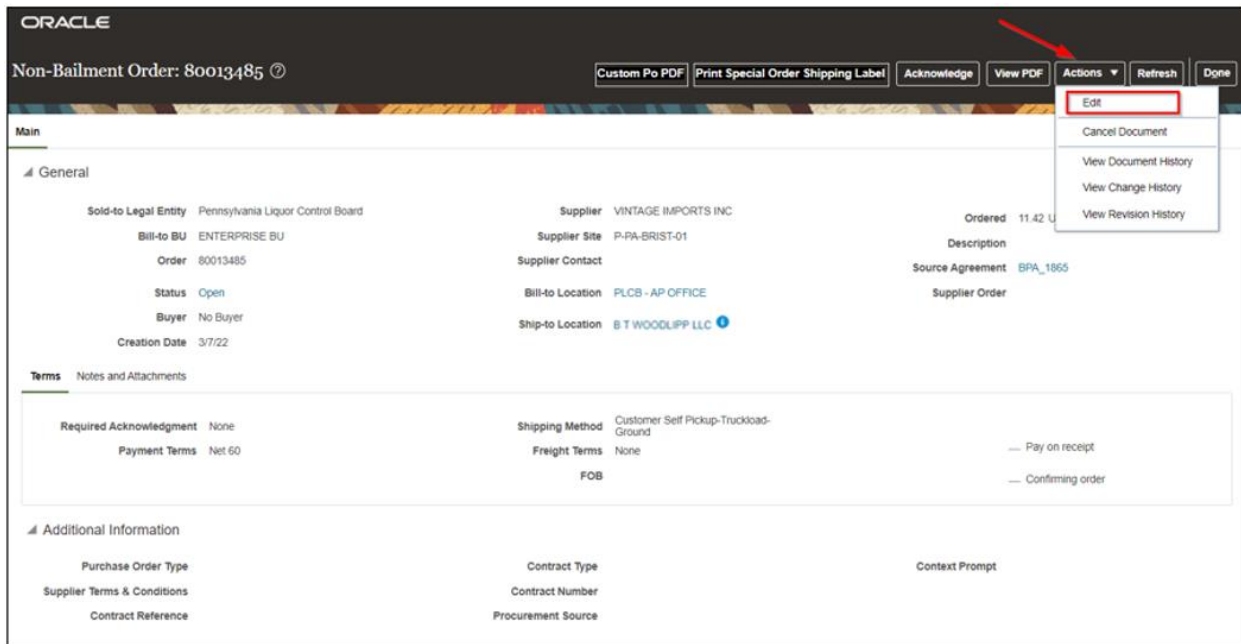 ORACLE
Non-Bailment Order: 80013485
Custom Po PDF Print Special Order Shipping Label Acknowledge View PDF Actions Refresh Done
Edit
Cancel Document
View Document History
View Change History
View Revision History
Main
General
Sold-to Legal Entity Pennsylvania Liquor Control Board
Bill-to BU ENTERPRISE BU
Order 80013485
Status Open
Buyer No Buyer
Creation Date 3/7/22
Supplier VINTAGE IMPORTS INC
Supplier Site P-PA-BRIST-01
Supplier Contact
Bill-to Location PLCB - AP OFFICE
Ship-to Location B T WOODLIPP LLC
Ordered 11.42 U
Description
Source Agreement BPA_1865
Supplier Order
Terms Notes and Attachments
Required Acknowledgment None
Payment Terms Net 60
Shipping Method Customer Self Pickup-Truckload-
Ground
Freight Terms None
FOB
Pay on receipt
Confirming order
Additional Information
Purchase Order Type
Supplier Terms & Conditions
Contract Reference
Contract Type
Contract Number
Procurement Source
Context Prompt